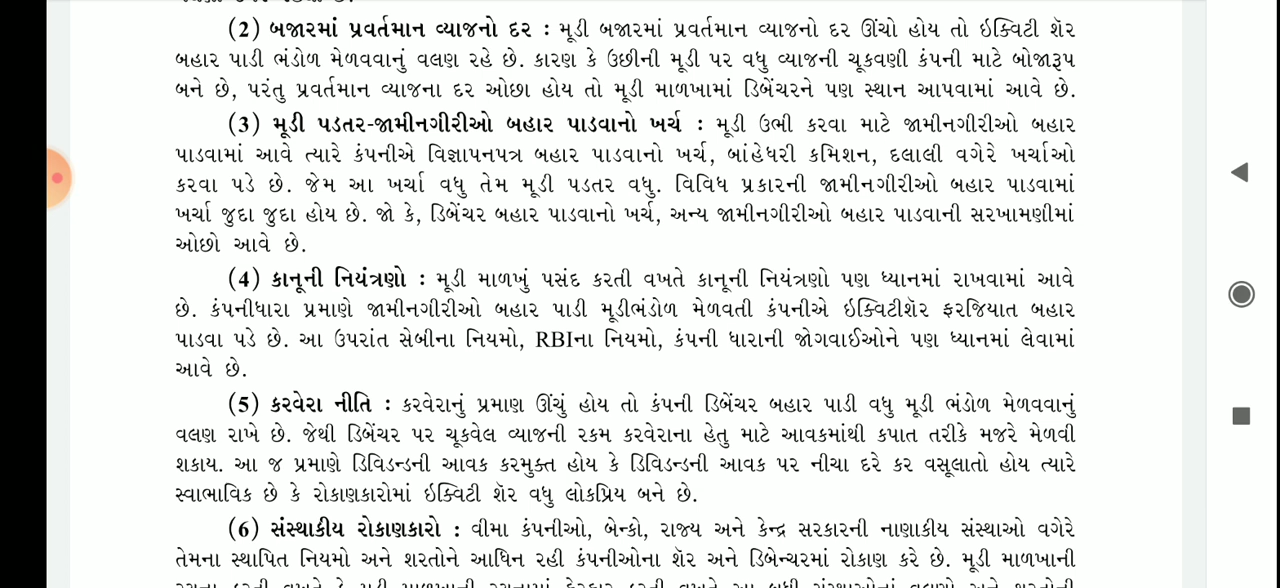 (2) બજારમાં પ્રવર્તમાન વ્યાજનો દર : મૂડી બજારમાં પ્રવર્તમાન વ્યાજનો દર ઊંચો હોય તો ઇક્વિટી શૅર
બહાર પાડી ભંડોળ મેળવવાનું વલણ રહે છે. કારણ કે ઉછીની મૂડી પર વધુ વ્યાજની ચૂકવણી કંપની માટે બોજારૂપ
બને છે, પરંતુ પ્રવર્તમાન વ્યાજના દર ઓછા હોય તો મૂડી માળખામાં ડિબેંચરને પણ સ્થાન આપવામાં આવે છે.
(3) મૂડી પડતર-જામીનગીરીઓ બહાર પાડવાનો ખર્ચ : મૂડી ઉભી કરવા માટે જામીનગીરીઓ બહાર
પાડવામાં આવે ત્યારે કંપનીએ વિજ્ઞાપનપત્ર બહાર પાડવાનો ખર્ચ, બાંહેધરી કમિશન, દલાલી વગેરે ખર્ચાઓ
કરવા પડે છે. જેમ આ ખર્ચા વધુ તેમ મૂડી પડતર વધુ. વિવિધ પ્રકારની જામીનગીરીઓ બહાર પાડવામાં
ખર્ચા જુદા જુદા હોય છે. જો કે, ડિબેંચર બહાર પાડવાનો ખર્ચ, અન્ય જામીનગીરીઓ બહાર પાડવાની સરખામણીમાં
ઓછો આવે છે.
(4) કાનૂની નિયંત્રણો : મૂડી માળખું પસંદ કરતી વખતે કાનૂની નિયંત્રણો પણ ધ્યાનમાં રાખવામાં આવે
છે. કંપનીધારા પ્રમાણે જામીનગીરીઓ બહાર પાડી મૂડીભંડોળ મેળવતી કંપનીએ ઇક્વિટીશૅર ફરજિયાત બહાર
પાડવા પડે છે. આ ઉપરાંત સેબીના નિયમો, RBIના નિયમો, કંપની ધારાની જોગવાઈઓને પણ ધ્યાનમાં લેવામાં
આવે છે.
(5) કરવેરા નીતિ : કરવેરાનું પ્રમાણ ઊંચું હોય તો કંપની ડિબેંચર બહાર પાડી વધુ મૂડી ભંડોળ મેળવવાનું
વલણ રાખે છે. જેથી ડિબેંચર પર ચૂકવેલ વ્યાજની રકમ કરવેરાના હેતુ માટે આવકમાંથી કપાત તરીકે મજરે મેળવી
શકાય. આ જ પ્રમાણે ડિવિડન્ડની આવક કરમુક્ત હોય કે ડિવિડન્ડની આવક પર નીચા દરે કર વસૂલાતો હોય ત્યારે
સ્વાભાવિક છે કે રોકાણકારોમાં ઇક્વિટી શૅર વધુ લોકપ્રિય બને છે.
(6) સંસ્થાકીય રોકાણકારો : વીમા કંપનીઓ, બેન્કો, રાજ્ય અને કેન્દ્ર સરકારની નાણાકીય સંસ્થાઓ વગેરે
તેમના સ્થાપિત નિયમો અને શરતોને આધિન રહી કંપનીઓના શૅર અને ડિબેન્ચરમાં રોકાણ કરે છે. મૂડી માળખાની